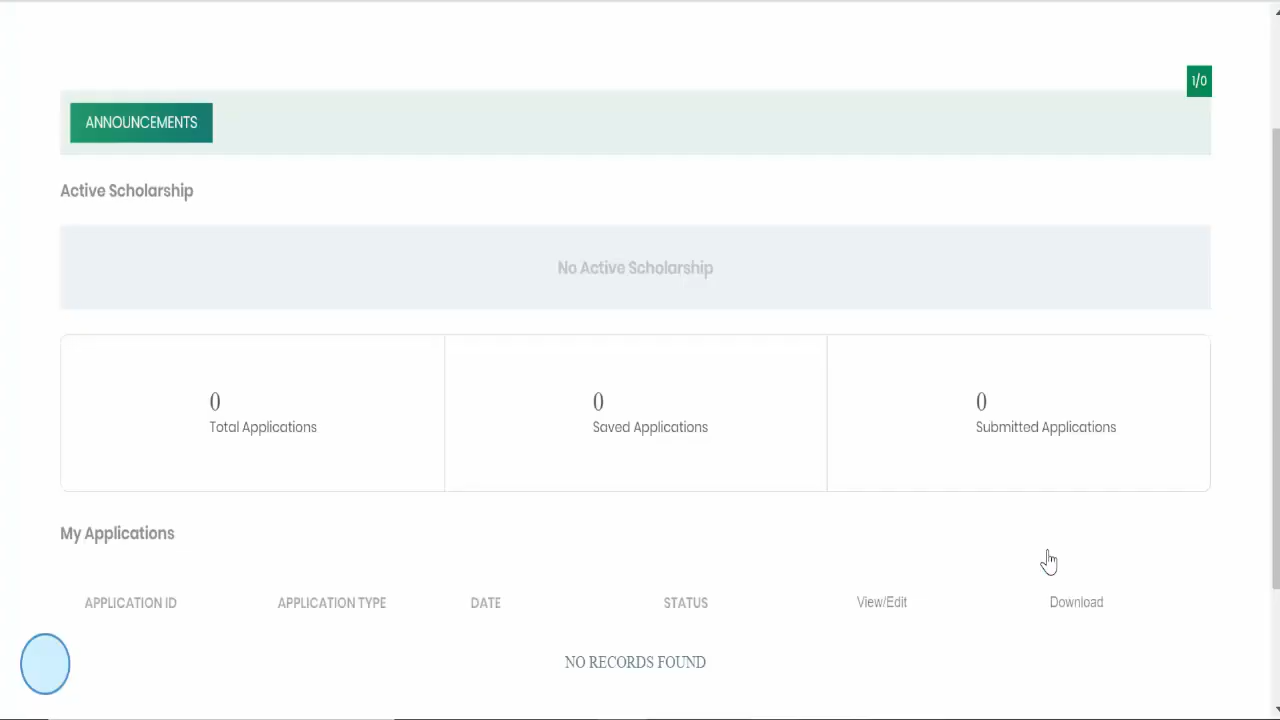 1/0
ANNOUNCEMENTS
Active Scholarship
No Active Scholarship
0
Total Applications
0
Saved Applications
0
Submitted Applications
My Applications
APPLICATION ID APPLICATION TYPE DATE STATUS View/Edit Download
NO RECORDS FOUND